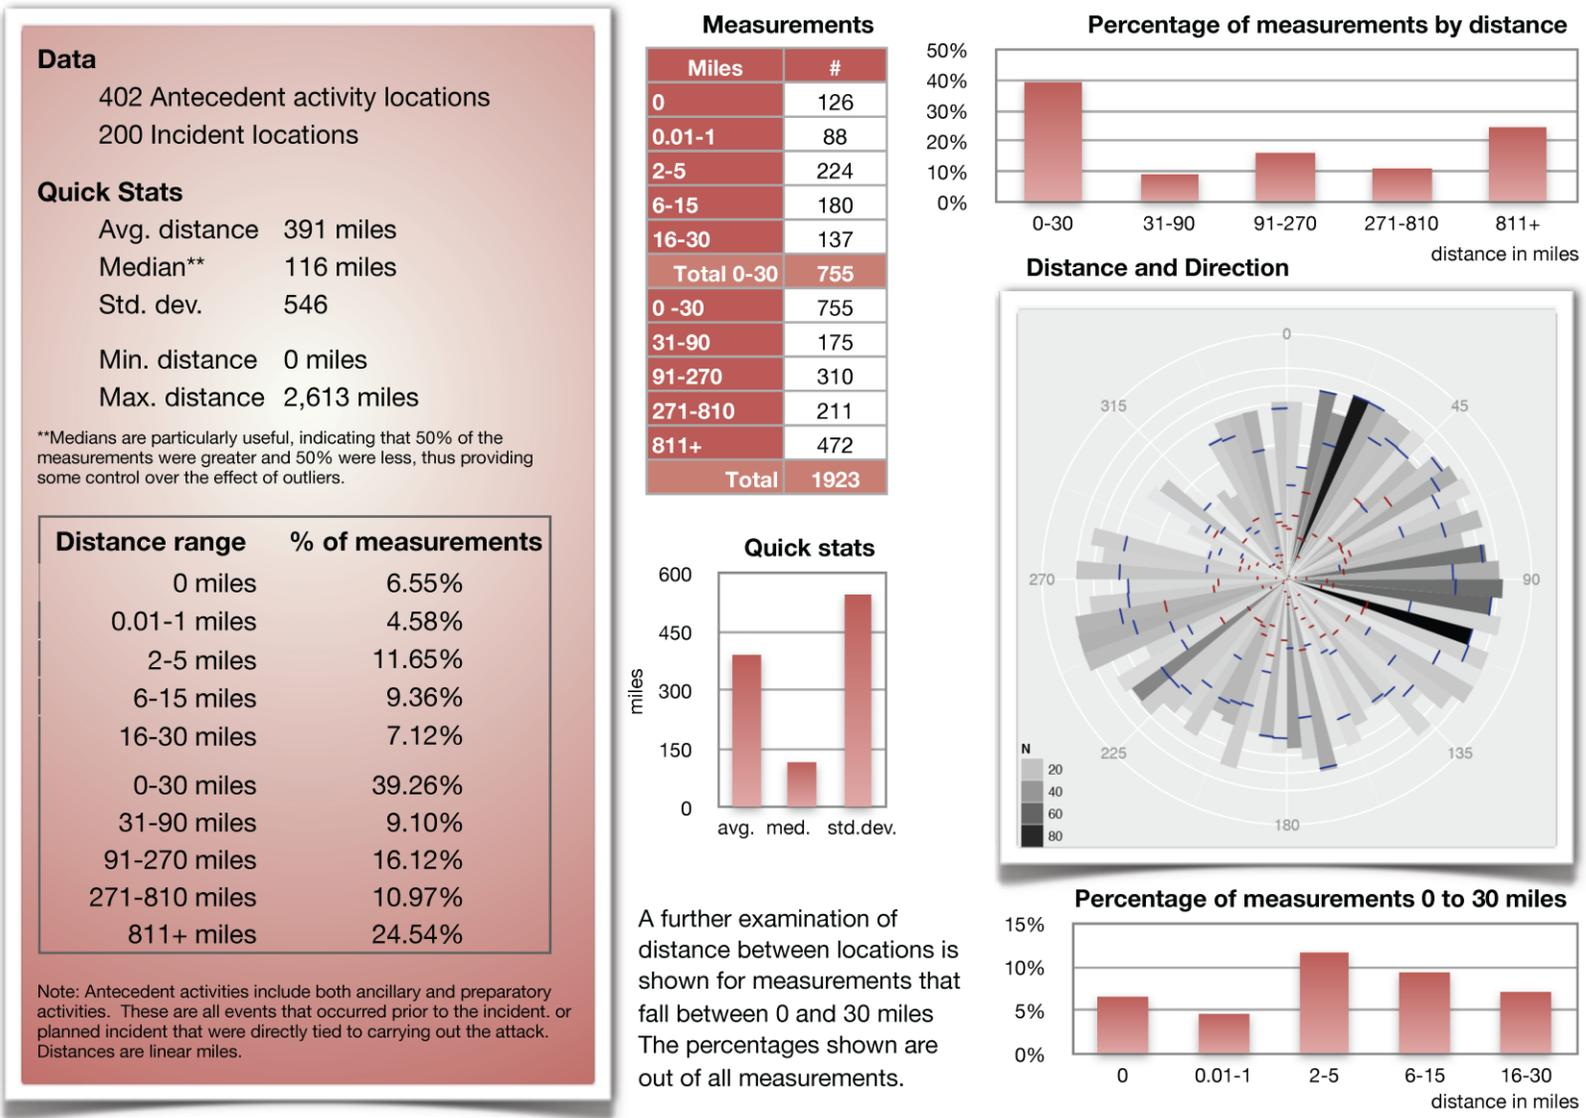 Data
402 Antecedent activity locations
200 Incident locations
Quick Stats
Avg. distance 391 miles
Median** 116 miles
Std. dev. 546
Min. distance 0 miles
Max. distance 2,613 miles
**Medians are particularly useful, indicating that 50% of the
measurements were greater and 50% were less, thus providing
some control over the effect of outliers.
Distance range % of measurements
0 miles 6.55%
0.01-1 miles 4.58%
2-5 miles 11.65%
6-15 miles 9.36%
16-30 miles 7.12%
0-30 miles 39.26%
31-90 miles 9.10%
91-270 miles 16.12%
271-810 miles 10.97%
811+ miles 24.54%
Note: Antecedent activities include both ancillary and preparatory
activities.  These are all events that occurred prior to the incident. or
planned incident that were directly tied to carrying out the attack.
Distances are linear miles.
Measurements
Miles #
0 126
0.01-1 88
2-5 224
6-15 180
16-30 137
Total 0-30 755
0 -30 755
31-90 175
91-270 310
271-810 211
811+ 472
Total 1923
Quick stats
600
450
300
150
0
miles
avg. med. std.dev.
A further examination of
distance between locations is
shown for measurements that
fall between 0 and 30 miles
The percentages shown are
out of all measurements.
Percentage of measurements by distance
50%
40%
30%
20%
10%
0%
0-30 31-90 91-270 271-810 811+
distance in miles
Distance and Direction
0
315 45
270 90
225 135
180
N
20
40
60
80
Percentage of measurements 0 to 30 miles
15%
10%
5%
0%
0 0.01-1 2-5 6-15 16-30
distance in miles